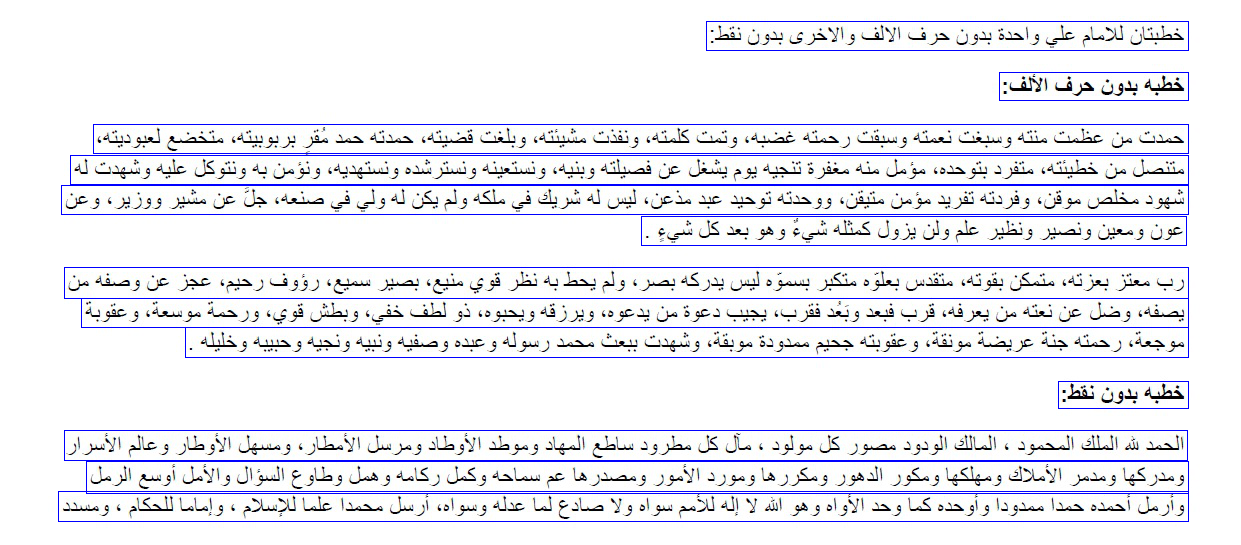 خطبتان للامام علي واحدة بدون حرف الالف والاخرى بدون نقط:
خطبه بدون حرف الألف:
حمدت من عظمت منته وسبغت نعمته وسبقت رحمته غضبه، وتمت كلمته، ونفذت مشيئته، وبلغت قضيته، حمدته حمد مُقرٍ بربوبيته، متخضع لعبوديته،
متنصل من خطيئته، متفرد بتوحده، مؤمل منه مغفرة تنجيه يوم يشغل عن فصيلته وبنيه، ونستعينه ونسترشده ونستهديه، ونؤمن به ونتوكل عليه وشهدت له
شهود مخلص موقن، وفردته تفريد مؤمن متيقن، ووحدته توحيد عبد مذعن، ليس له شريك في ملكه ولم يكن له ولي في صنعه، جلَّ عن مشير ووزير، وعن
عون ومعين ونصير ونظير علم ولن يزول كمثله شيءٌ وهو بعد كل شيءٍ .
رب معتز بعزته، متمكن بقوته، متقدس بعلوّه متكبر بسموّه ليس يدركه بصر، ولم يحط به نظر قوي منيع، بصير سميع، رؤوف رحيم، عجز عن وصفه من
يصفه، وضل عن نعته من يعرفه، قرب فبعد وبَعُد فقرب، يجيب دعوة من يدعوه، ويرزقه ويحبوه، ذو لطف خفي، وبطش قوي، ورحمة موسعة، وعقوبة
موجعة، رحمته جنة عريضة مونقة، وعقوبته جحيم ممدودة موبقة، وشهدت ببعث محمد رسوله وعبده وصفيه ونبيه ونجيه وحبيبه وخليله .
خطبه بدون نقط:
الحمد لله الملك المحمود ، المالك الودود مصور كل مولود ، مآل كل مطرود ساطع المهاد وموطد الأوطاد ومرسل الأمطار، ومسهل الأوطار وعالم الأسرار
ومدركها ومدمر الأملاك ومهلكها ومكور الدهور ومكررها ومورد الأمور ومصدرها عم سماحه وكمل ركامه وهمل وطاوع السؤال والأمل أوسع الرمل
وأرمل أحمده حمدا ممدودا وأوحده كما وحد الأواه وهو الله لا إله للأمم سواه ولا صادع لما عدله وسواه، أرسل محمدا علما للإسلام ، وإماما للحكام ، ومسدد